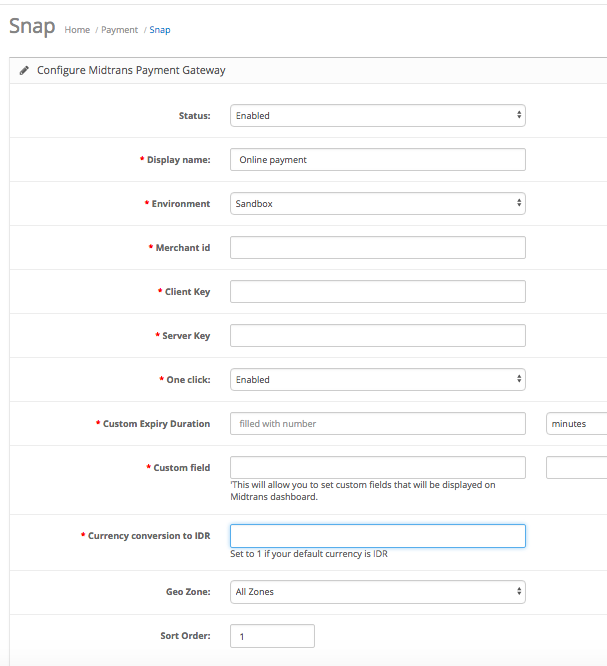 Snap Home / Payment / Snap
Configure Midtrans Payment Gateway
Status: Enabled
* Display name: Online payment
* Environment Sandbox
* Merchant id
* Client Key
* Server Key
* One click: Enabled
* Custom Expiry Duration filled with number minutes
* Custom field
'This will allow you to set custom fields that will be displayed on
Midtrans dashboard.
* Currency conversion to IDR
Set to 1 if your default currency is IDR
Geo Zone: All Zones
Sort Order: 1